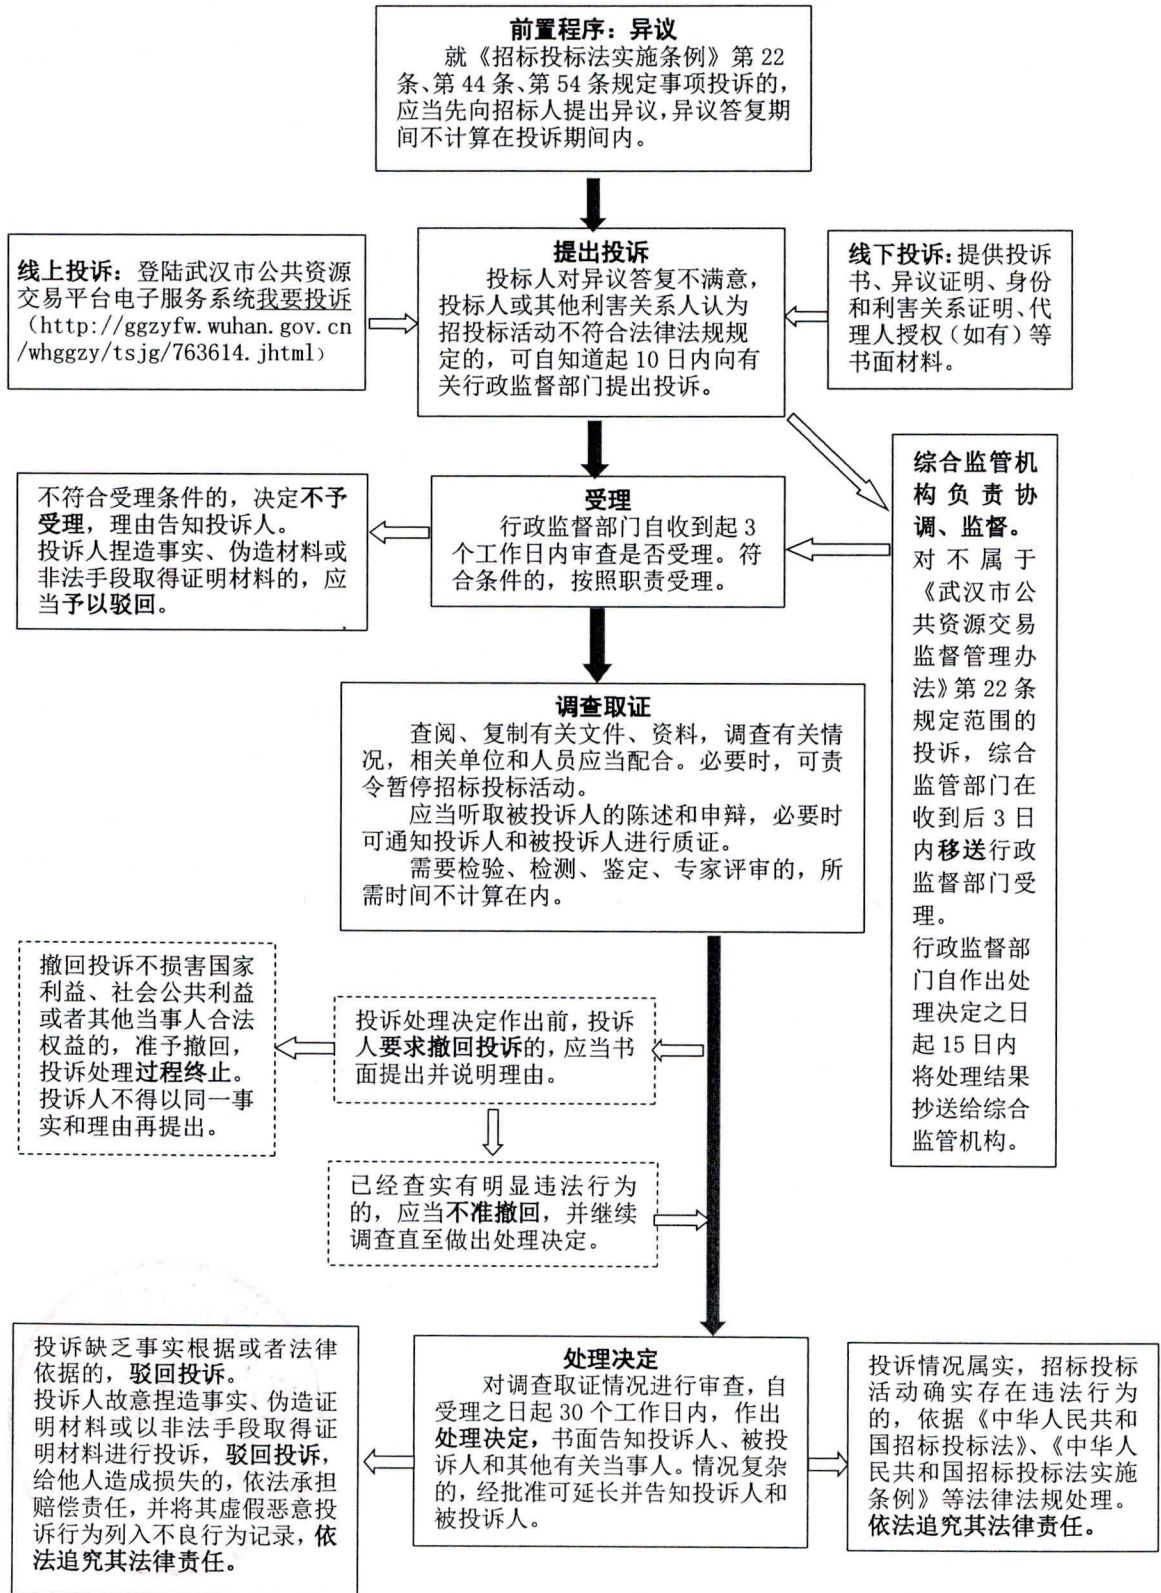 前置程序：异议
就《招标投标法实施条例》第 22
条、第 44 条、第 54 条规定事项投诉的，
应当先向招标人提出异议，异议答复期
间不计算在投诉期间内。
线上投诉：登陆武汉市公共资源
交易平台电子服务系统我要投诉
（http://ggzyfw.wuhan.gov.cn
/whggzy/tsjg/763614.jhtml）
提出投诉
投标人对异议答复不满意，
投标人或其他利害关系人认为
招投标活动不符合法律法规规
定的，可自知道起 10 日内向有
关行政监督部门提出投诉。
线下投诉：提供投诉
书、异议证明、身份
和利害关系证明、代
理人授权（如有）等
书面材料。
不符合受理条件的，决定不予
受理，理由告知投诉人。
投诉人捏造事实、伪造材料或
非法手段取得证明材料的，应
当予以驳回。
受理
行政监督部门自收到起 3
个工作日内审查是否受理。符
合条件的，按照职责受理。
综合监管机
构负责协
调、监督。
对不属于
《武汉市公
共资源交易
监督管理办
法》第 22 条
规定范围的
投诉，综合
监管部门在
收到后 3 日
内移送行政
监督部门受
理。
行政监督部
门自作出处
理决定之日
起 15 日内
将处理结果
抄送给综合
监管机构。
调查取证
查阅、复制有关文件、资料，调查有关情
况，相关单位和人员应当配合。必要时，可责
令暂停招标投标活动。
应当听取被投诉人的陈述和申辩，必要时
可通知投诉人和被投诉人进行质证。
需要检验、检测、鉴定、专家评审的，所
需时间不计算在内。
撤回投诉不损害国家
利益、社会公共利益
或者其他当事人合法
权益的，准予撤回，
投诉处理过程终止。
投诉人不得以同一事
实和理由再提出。
投诉处理决定作出前，投诉
人要求撤回投诉的，应当书
面提出并说明理由。
已经查实有明显违法行为
的，应当不准撤回，并继续
调查直至做出处理决定。
投诉缺乏事实根据或者法律
依据的，驳回投诉。
投诉人故意捏造事实、伪造证
明材料或以非法手段取得证
明材料进行投诉，驳回投诉，
给他人造成损失的，依法承担
赔偿责任，并将其虚假恶意投
诉行为列入不良行为记录，依
法追究其法律责任。
处理决定
对调查取证情况进行审查，自
受理之日起 30 个工作日内，作出
处理决定，书面告知投诉人、被投
诉人和其他有关当事人。情况复杂
的，经批准可延长并告知投诉人和
被投诉人。
投诉情况属实，招标投标
活动确实存在违法行为
的，依据《中华人民共和
国招标投标法》、《中华人
民共和国招标投标法实施
条例》等法律法规处理。
依法追究其法律责任。